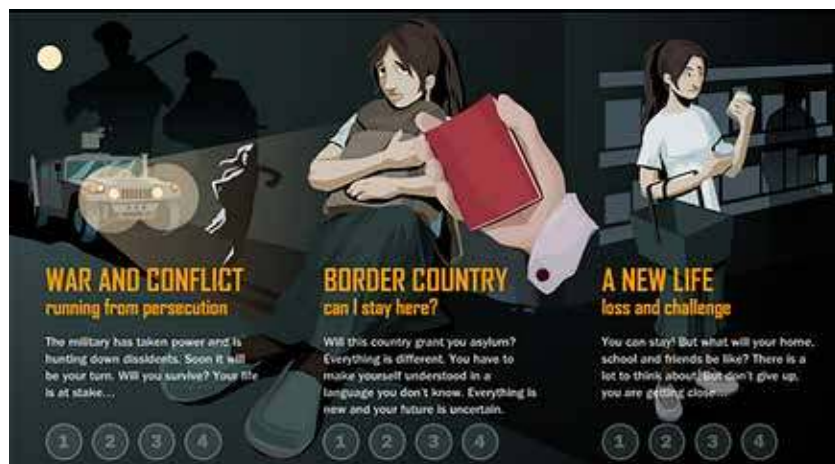 WAR AND CONFLICT
running from persecution
The military has taken power and is
hunting down dissidents. Soon it will
be your turn. Will you survive? Your life
is at stake...
1 2 3 4
BORDER COUNTRY
can I stay here?
Will this country grant you asylum?
Everything is different. You have to
make yourself understood in a
language you don't know. Everything is
new and your future is uncertain.
1 2 3 4
A NEW LIFE
loss and challenge
You can stay! But what will your home,
school and friends be like? There is a
lot to think about. But don't give up,
you are getting close...
1 2 3 4